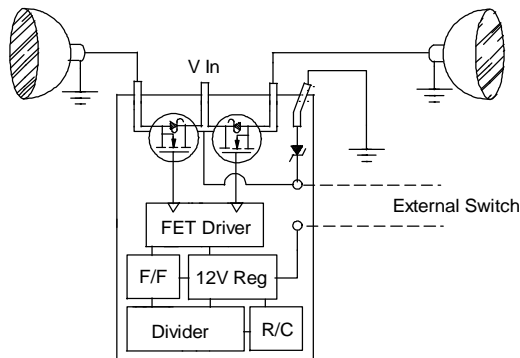 V In
External Switch
FET Driver
F/F
12V Reg
Divider
R/C